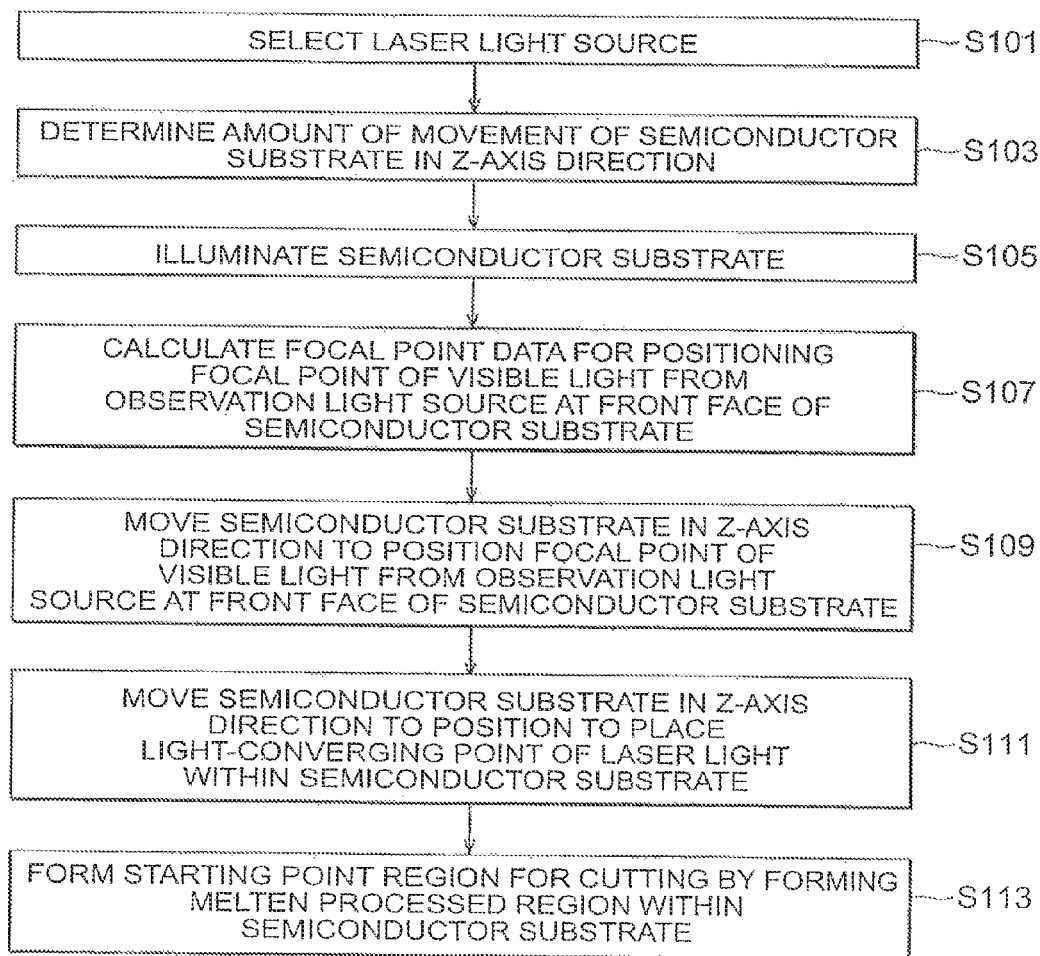 SELECT LASER LIGHT SOURCE
S101
DETERMINE AMOUNT OF MOVEMENT OF SEMICONDUCTOR
SUBSTRATE IN Z-AXIS DIRECTION
S103
ILLUMINATE SEMICONDUCTOR SUBSTRATE
S105
CALCULATE FOCAL POINT DATA FOR POSITIONING
FOCAL POINT OF VISIBLE LIGHT FROM
OBSERVATION LIGHT SOURCE AT FRONT FACE OF
SEMICONDUCTOR SUBSTRATE
S107
MOVE SEMICONDUCTOR SUBSTRATE IN Z-AXIS
DIRECTION TO POSITION FOCAL POINT OF
VISIBLE LIGHT FROM OBSERVATION LIGHT
SOURCE AT FRONT FACE OF SEMICONDUCTOR SUBSTRATE
S109
MOVE SEMICONDUCTOR SUBSTRATE IN Z-AXIS
DIRECTION TO POSITION TO PLACE
LIGHT-CONVERGING POINT OF LASER LIGHT
WITHIN SEMICONDUCTOR SUBSTRATE
S111
FORM STARTING POINT REGION FOR CUTTING BY FORMING
MELTEN PROCESSED REGION WITHIN
SEMICONDUCTOR SUBSTRATE
S113